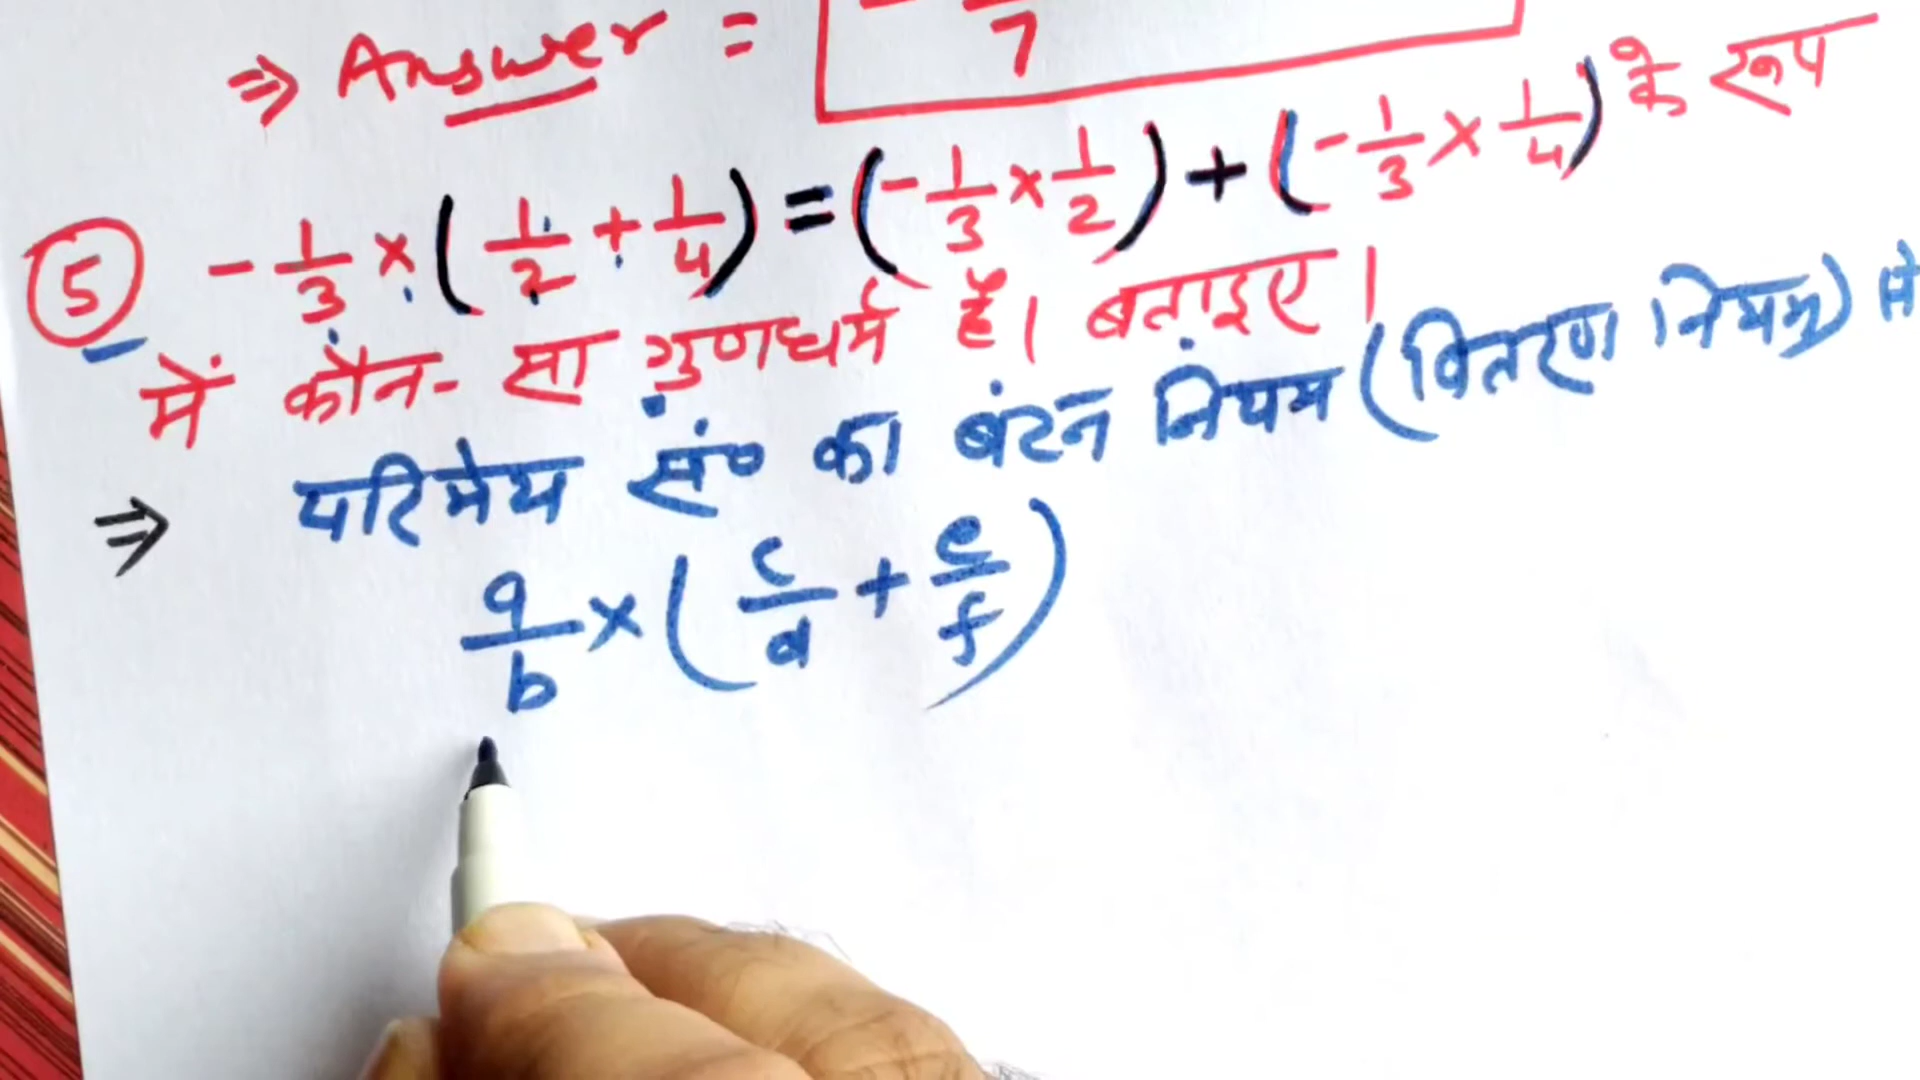 ⇒ Answer = 7
⑤ -1/3 × (1/2 + 1/4) = (-1/3 × 1/2) + (-1/3 × 1/4) के रूप
में कौन-सा गुणधर्म है। बताइए।
⇒ परिमेय सं० का बंटन नियम (वितरण नियम) से
a/b × (c/d + e/f)